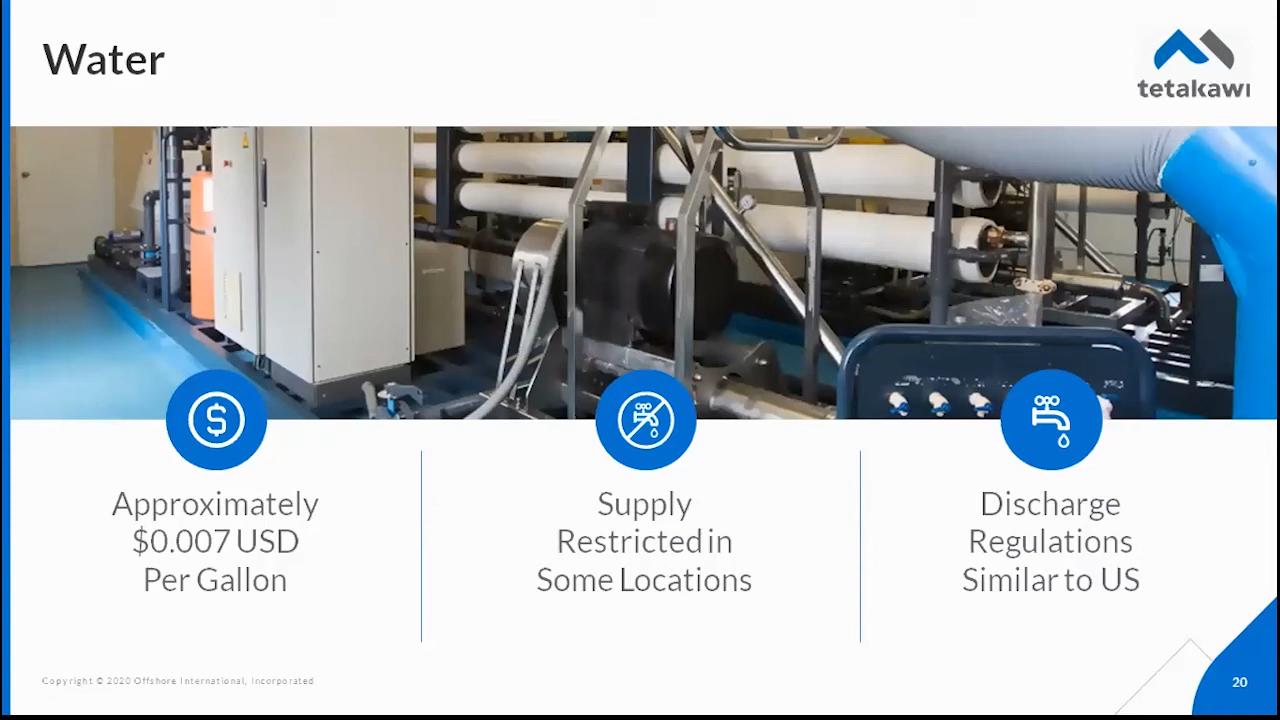 Water
tetakawi
Approximately
$0.007 USD
Per Gallon
Supply
Restricted in
Some Locations
Discharge
Regulations
Similar to US
Copyright © 2020 Offshore International, Incorporated
20